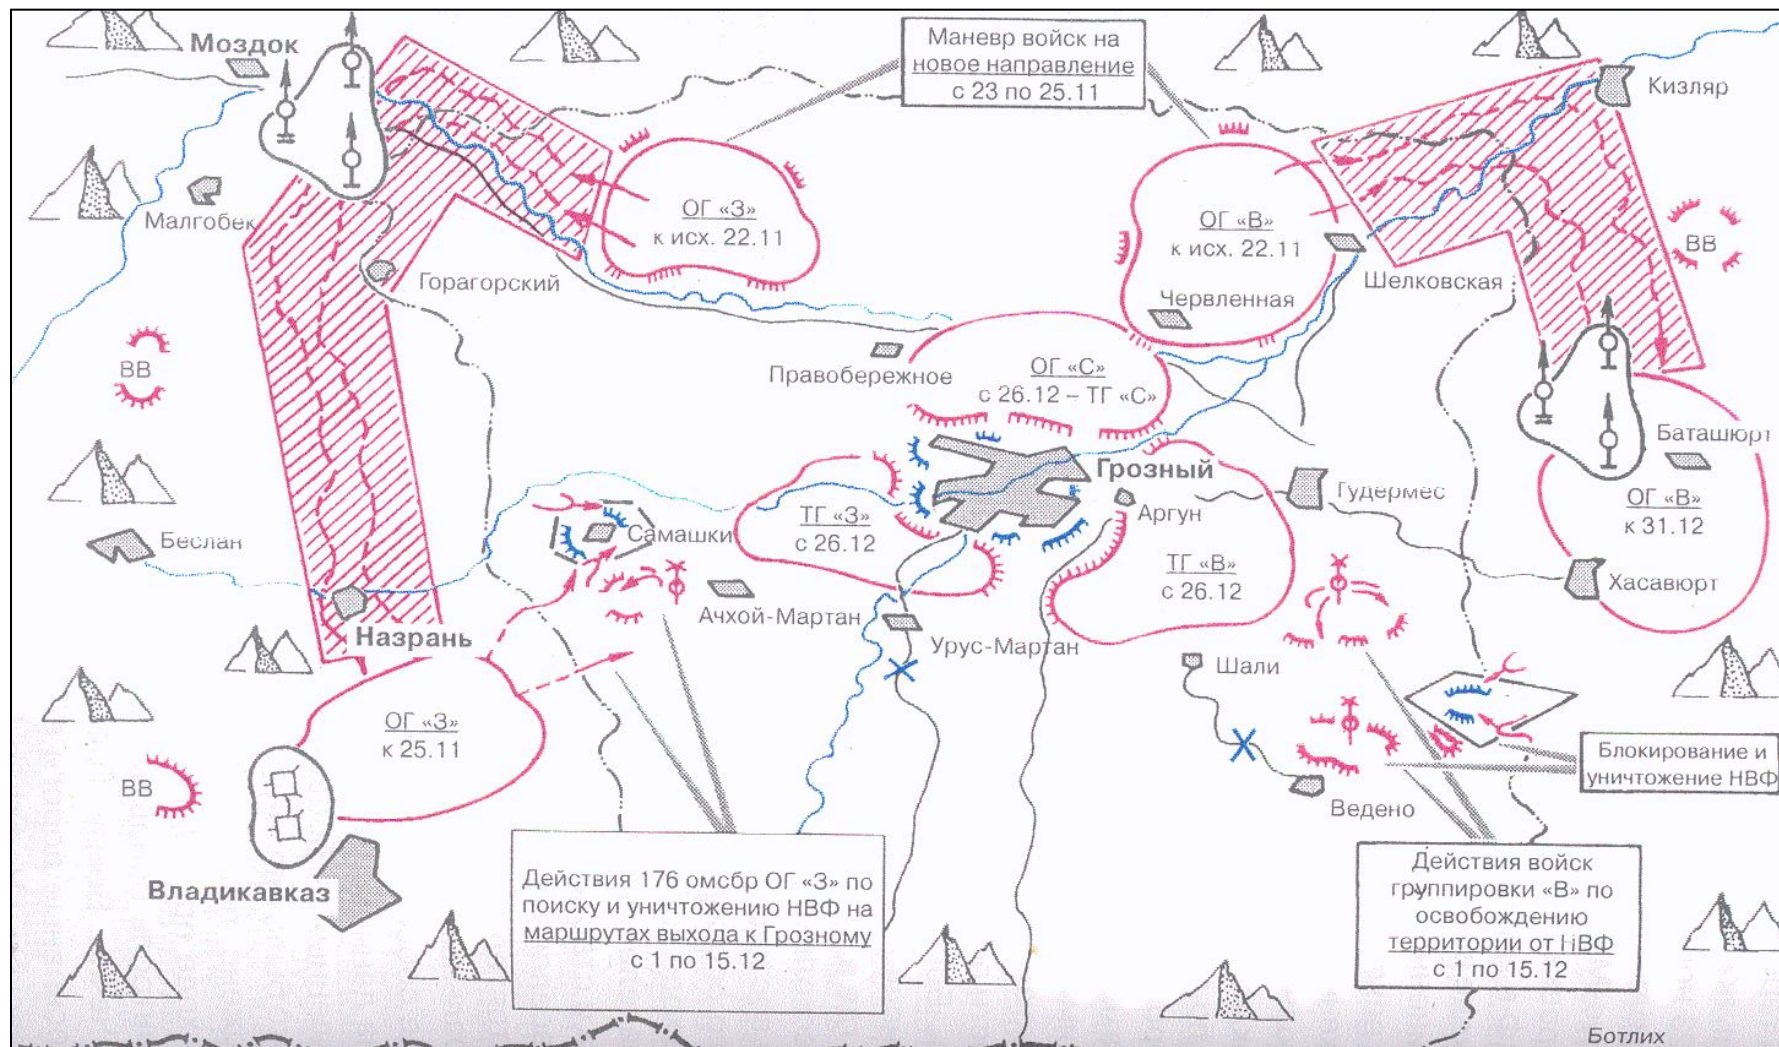 Моздок
Маневр войск на
новое направление
с 23 по 25.11
Кизляр
Малгобек
ОГ «З»
к исх. 22.11
ОГ «В»
к исх. 22.11
ВВ
Горагорский
Шелковская
Червленная
ВВ
Правобережное
ОГ «С»
с 26.12 – ТГ «С»
Баташюрт
Грозный
Гудермес
ОГ «В»
к 31.12
Аргун
ТГ «З»
с 26.12
Самашки
Беслан
ТГ «В»
с 26.12
Хасавюрт
Ачхой-Мартан
Назрань
Урус-Мартан
Шали
ОГ «З»
к 25.11
Блокирование и
уничтожение НВФ
ВВ
Ведено
Владикавказ
Действия 176 омсбр ОГ «З» по
поиску и уничтожению НВФ на
маршрутах выхода к Грозному
с 1 по 15.12
Действия войск
группировки «В» по
освобождению
территории от НВФ
с 1 по 15.12
Ботлих